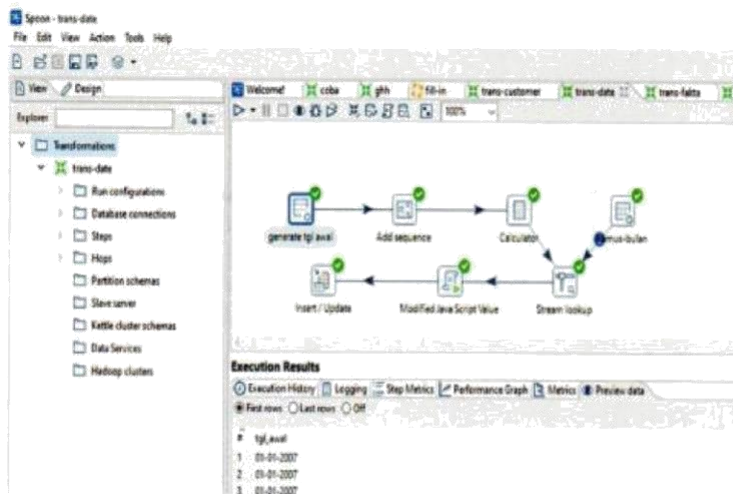 Spoon - trans-date
File Edit View Action Tools Help
View Design
Welcome! coba ghh fill-in trans-customer trans-date trans-fakta
100%
Explorer
Transformations
trans-date
Run configurations
Database connections
Steps
Hops
Partition schemas
Slave server
Kettle cluster schemas
Data Services
Hadoop clusters
generate tgl awal
Add sequence
Calculator
mus-bulan
Insert / Update
Modified Java Script Value
Stream lookup
Execution Results
Execution History Logging Step Metrics Performance Graph Metrics Preview data
First rows Last rows Off
# tgl_awal
1 01-01-2007
2 01-01-2007
3 01-01-2007